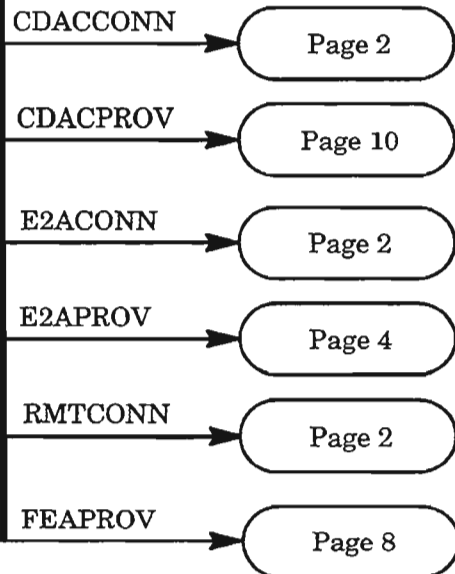 CDACCONN
Page 2
CDACPROV
Page 10
E2ACONN
Page 2
E2APROV
Page 4
RMTCONN
Page 2
FEAPROV
Page 8